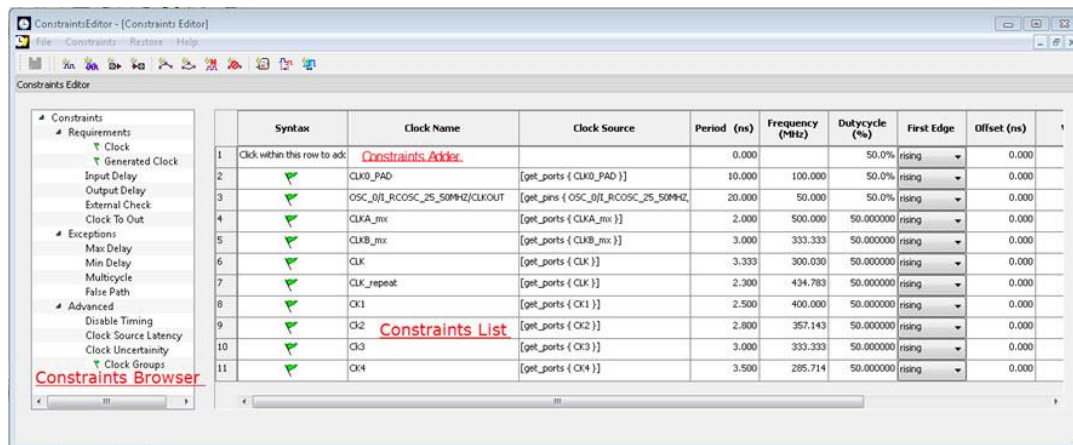 ConstraintsEditor - [Constraints Editor]
File Constraints Restore Help
Constraints Editor
Constraints
Requirements
Clock
Generated Clock
Input Delay
Output Delay
External Check
Clock To Out
Exceptions
Max Delay
Min Delay
Multicycle
False Path
Advanced
Disable Timing
Clock Source Latency
Clock Uncertainity
Clock Groups
Constraints Browser
Syntax Clock Name Clock Source Period (ns) Frequency (MHz) Dutycycle (%) First Edge Offset (ns)
1 Click within this row to add Constraints Adder 0.000 50.0% rising 0.000
2 CLK0_PAD [get_ports { CLK0_PAD }] 10.000 100.000 50.0% rising 0.000
3 OSC_0/I_RCOSC_25_50MHZ/CLKOUT [get_pins { OSC_0/I_RCOSC_25_50MHZ, 20.000 50.000 50.0% rising 0.000
4 CLKA_mx [get_ports { CLKA_mx }] 2.000 500.000 50.000000 rising 0.000
5 CLKB_mx [get_ports { CLKB_mx }] 3.000 333.333 50.000000 rising 0.000
6 CLK [get_ports { CLK }] 3.333 300.030 50.000000 rising 0.000
7 CLK_repeat [get_ports { CLK }] 2.300 434.783 50.000000 rising 0.000
8 CK1 [get_ports { CK1 }] 2.500 400.000 50.000000 rising 0.000
9 Ck2 [get_ports { CK2 }] 2.800 357.143 50.000000 rising 0.000
Constraints List
10 Ck3 [get_ports { CK3 }] 3.000 333.333 50.000000 rising 0.000
11 CK4 [get_ports { CK4 }] 3.500 285.714 50.000000 rising 0.000